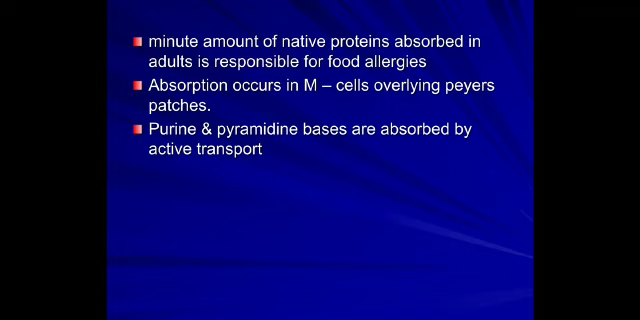 minute amount of native proteins absorbed in
adults is responsible for food allergies
Absorption occurs in M – cells overlying peyers
patches.
Purine & pyramidine bases are absorbed by
active transport